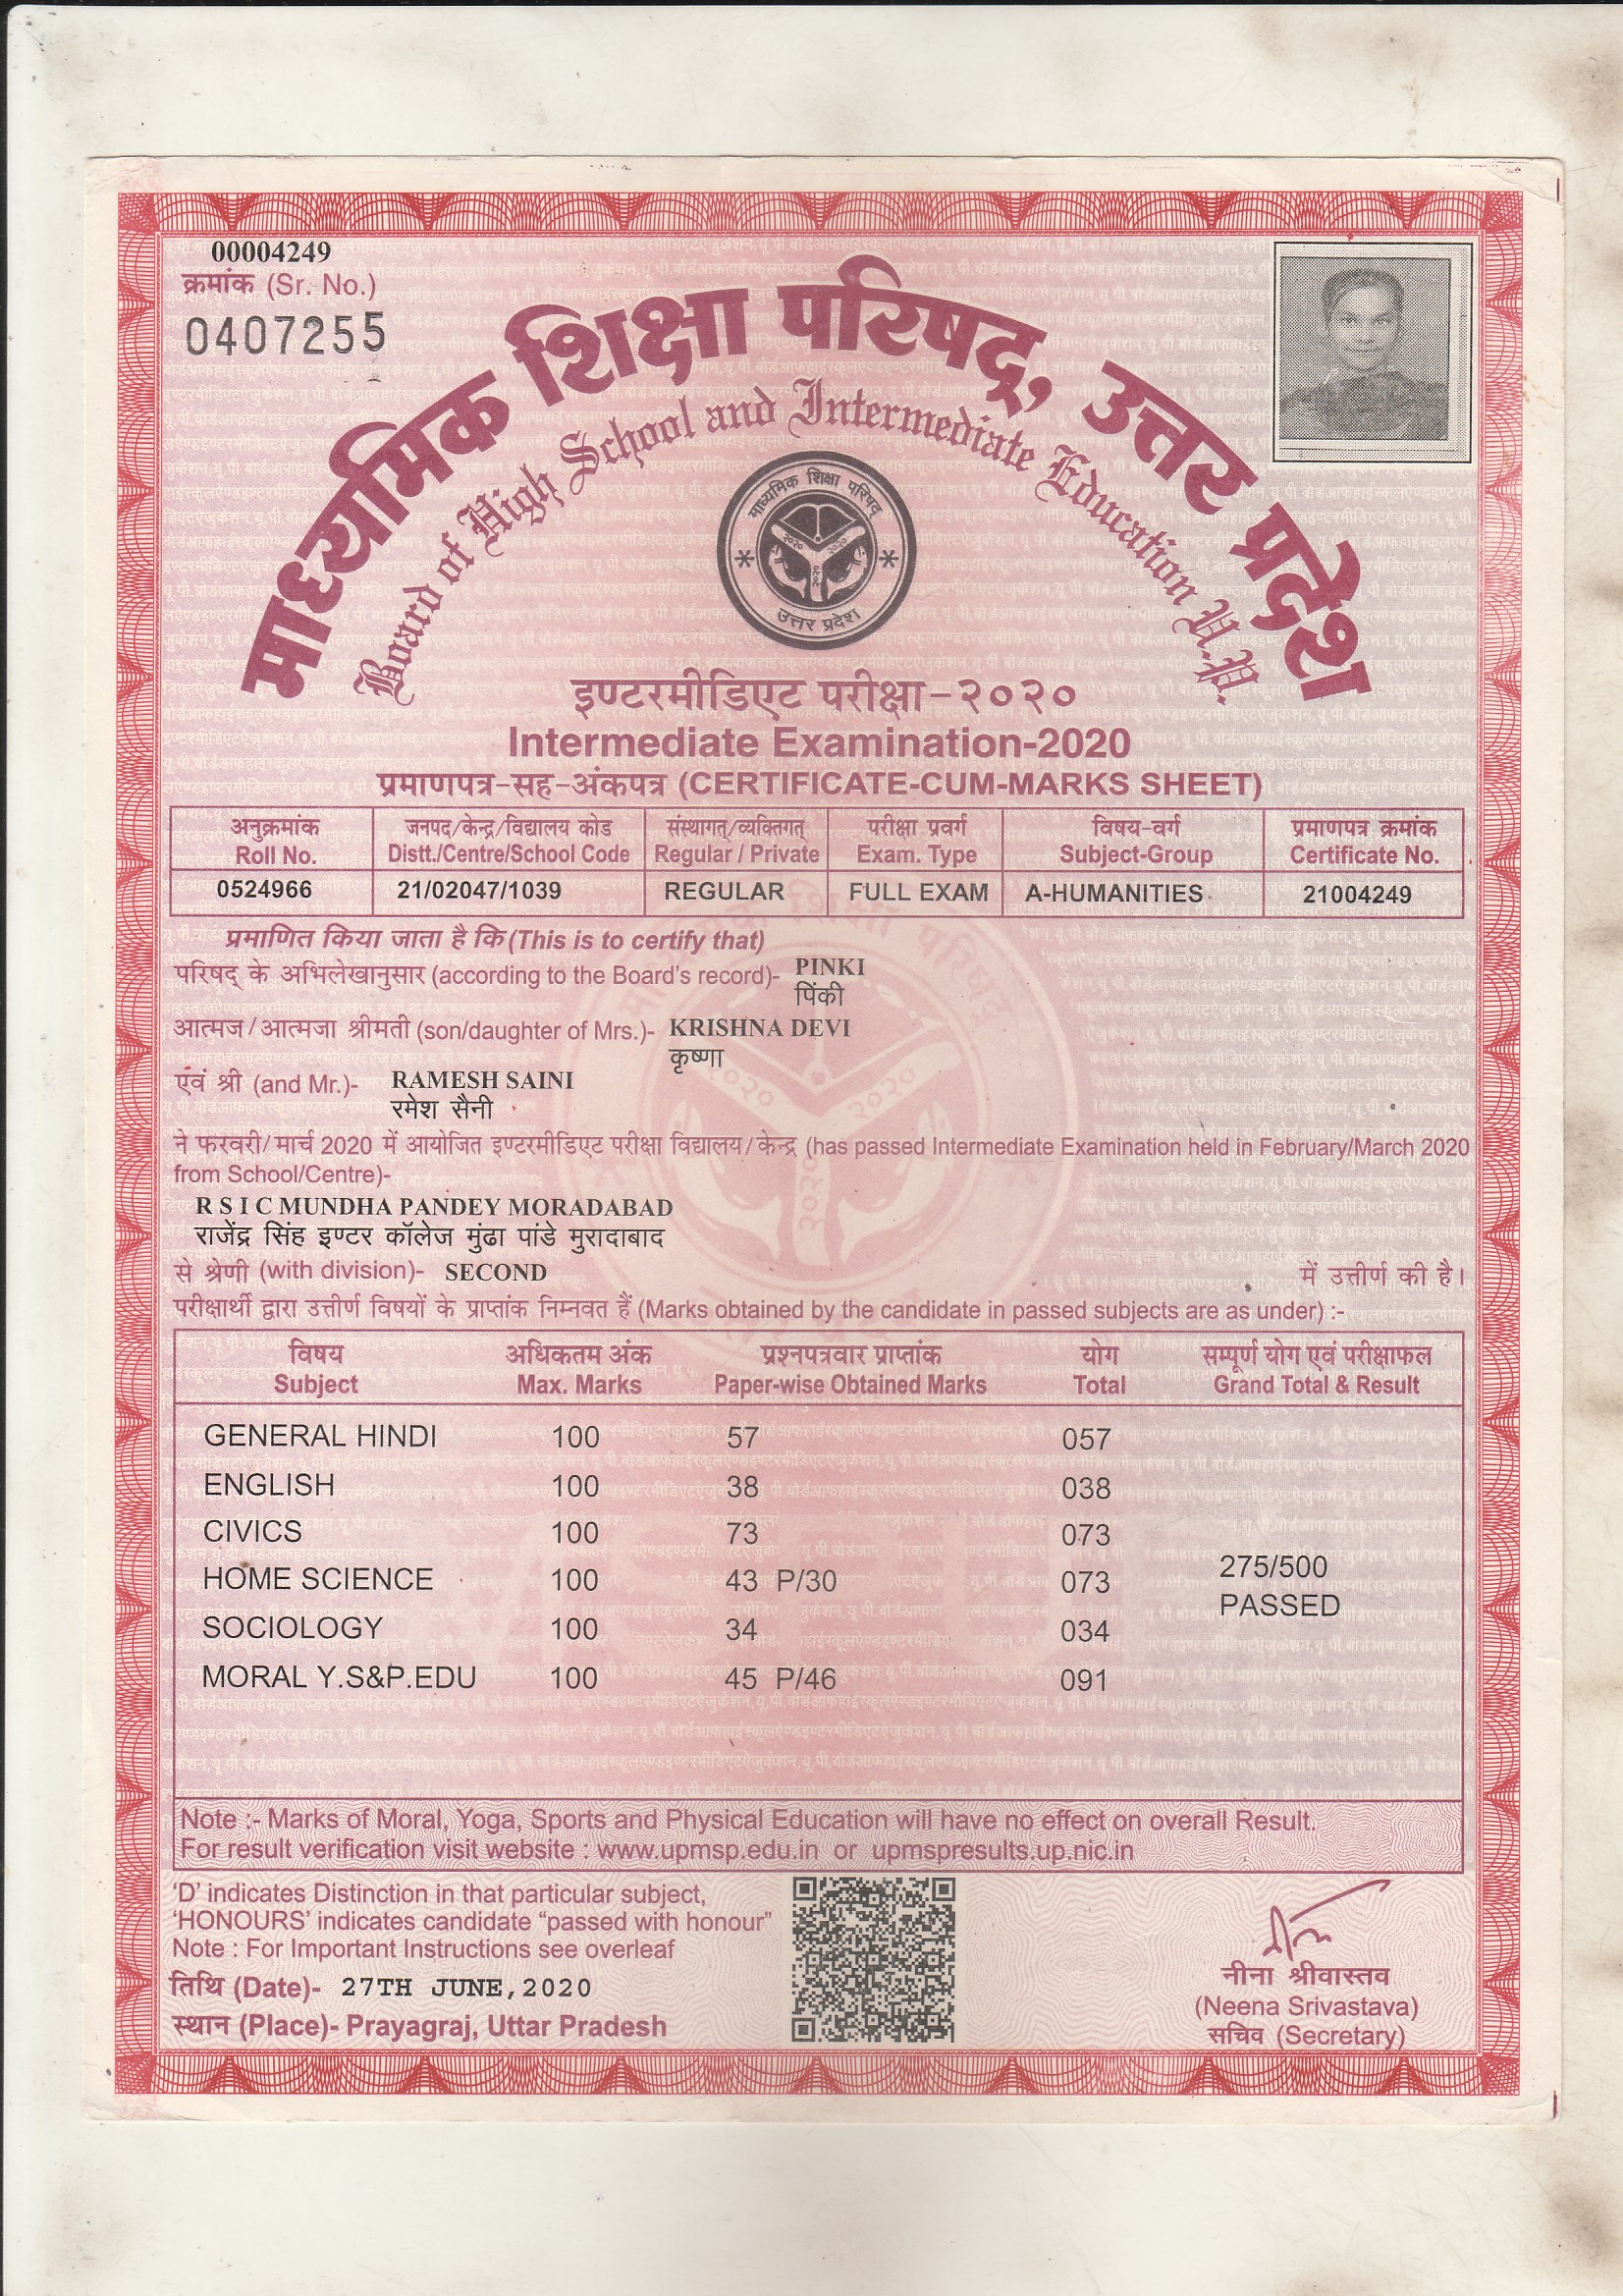 00004249
क्रमांक (Sr. No.)
0407255
माध्यमिक शिक्षा परिषद्, उत्तर प्रदेश
Board of High School and Intermediate Education U.P.
माध्यमिक शिक्षा परिषद्
२०२० २०२०
२०२०
उत्तर प्रदेश
इण्टरमीडिएट परीक्षा-२०२०
Intermediate Examination-2020
प्रमाणपत्र-सह-अंकपत्र (CERTIFICATE-CUM-MARKS SHEET)
अनुक्रमांक जनपद/केन्द्र/विद्यालय कोड संस्थागत्/व्यक्तिगत् परीक्षा प्रवर्ग विषय-वर्ग प्रमाणपत्र क्रमांक
Roll No. Distt./Centre/School Code Regular / Private Exam. Type Subject-Group Certificate No.
0524966 21/02047/1039 REGULAR FULL EXAM A-HUMANITIES 21004249
प्रमाणित किया जाता है कि (This is to certify that)
परिषद् के अभिलेखानुसार (according to the Board's record)- PINKI
पिंकी
आत्मज/आत्मजा श्रीमती (son/daughter of Mrs.)- KRISHNA DEVI
कृष्णा
एवं श्री (and Mr.)- RAMESH SAINI
रमेश सैनी
ने फरवरी/मार्च 2020 में आयोजित इण्टरमीडिएट परीक्षा विद्यालय/केन्द्र (has passed Intermediate Examination held in February/March 2020
from School/Centre)-
R S I C MUNDHA PANDEY MORADABAD
राजेंद्र सिंह इण्टर कॉलेज मुंढा पांडे मुरादाबाद
से श्रेणी (with division)- SECOND में उत्तीर्ण की है।
परीक्षार्थी द्वारा उत्तीर्ण विषयों के प्राप्तांक निम्नवत हैं (Marks obtained by the candidate in passed subjects are as under) :-
विषय अधिकतम अंक प्रश्नपत्रवार प्राप्तांक योग सम्पूर्ण योग एवं परीक्षाफल
Subject Max. Marks Paper-wise Obtained Marks Total Grand Total & Result
GENERAL HINDI 100 57 057
ENGLISH 100 38 038
CIVICS 100 73 073
275/500
HOME SCIENCE 100 43 P/30 073
PASSED
SOCIOLOGY 100 34 034
MORAL Y.S&P.EDU 100 45 P/46 091
Note :- Marks of Moral, Yoga, Sports and Physical Education will have no effect on overall Result.
For result verification visit website : www.upmsp.edu.in or upmspresults.up.nic.in
'D' indicates Distinction in that particular subject,
'HONOURS' indicates candidate "passed with honour"
Note : For Important Instructions see overleaf
तिथि (Date)- 27TH JUNE,2020
स्थान (Place)- Prayagraj, Uttar Pradesh
नीना श्रीवास्तव
(Neena Srivastava)
सचिव (Secretary)